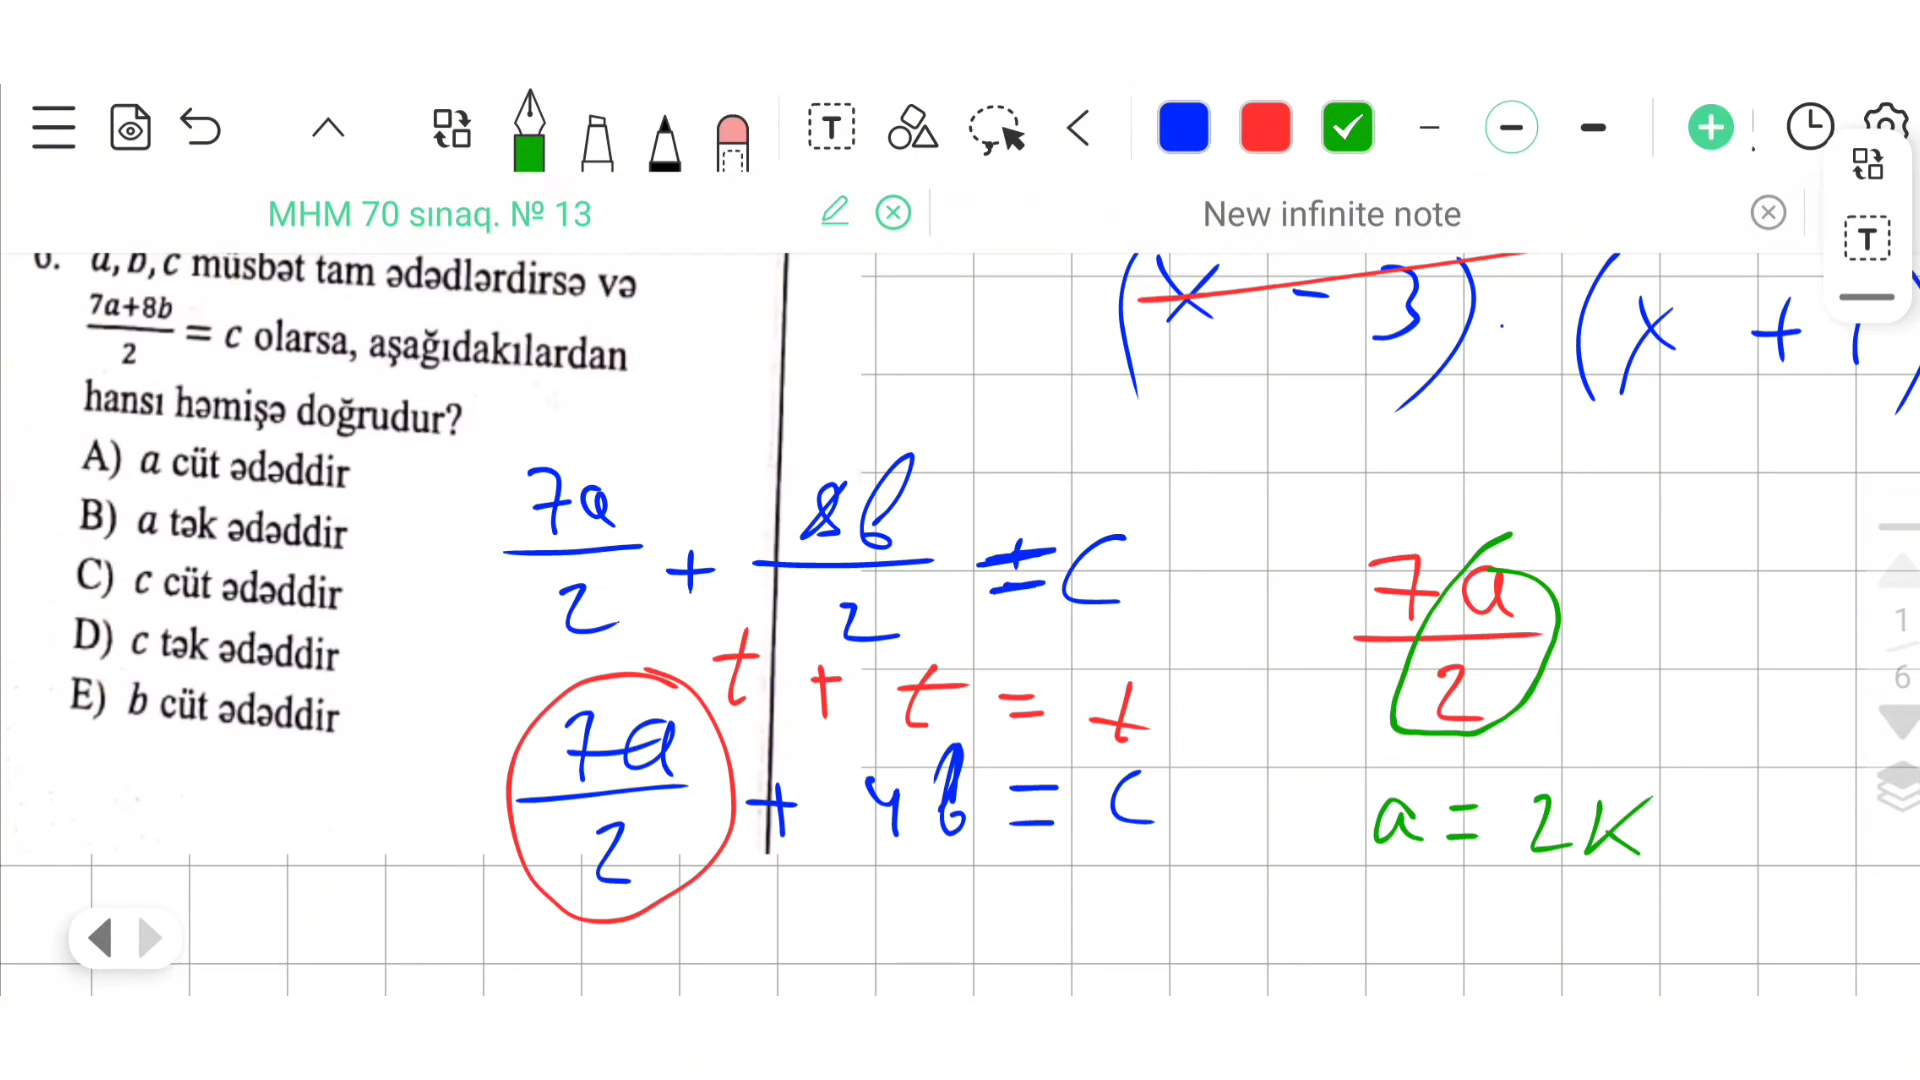 MHM 70 sınaq. № 13
New infinite note
T
T
6. a, b, c müsbət tam ədədlərdirsə və
7a+8b
2
= c olarsa, aşağıdakılardan
hansı həmişə doğrudur?
A) a cüt ədəddir
B) a tək ədəddir
C) c cüt ədəddir
D) c tək ədəddir
E) b cüt ədəddir
(x - 3) · (x +
7a/2 + 8b/2 = C
t + t = t
7a/2 + 4b = C
7a/2
a = 2K
1
6